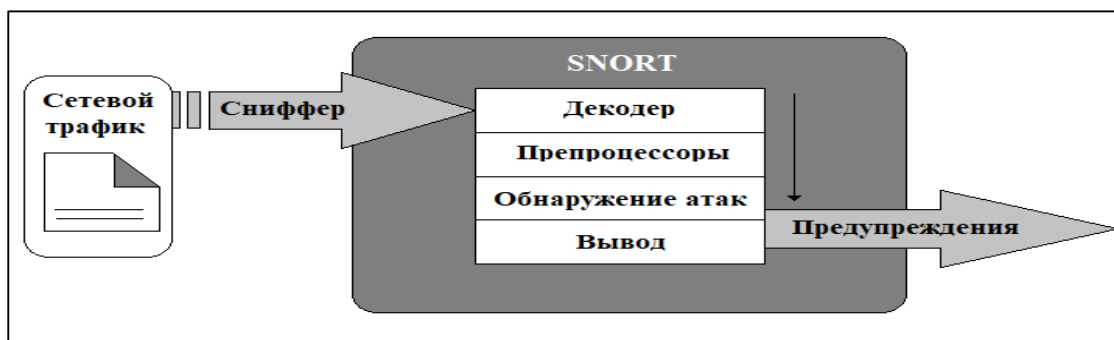 SNORT
Сетевой
трафик
Сниффер
Декодер
Препроцессоры
Обнаружение атак
Вывод
Предупреждения